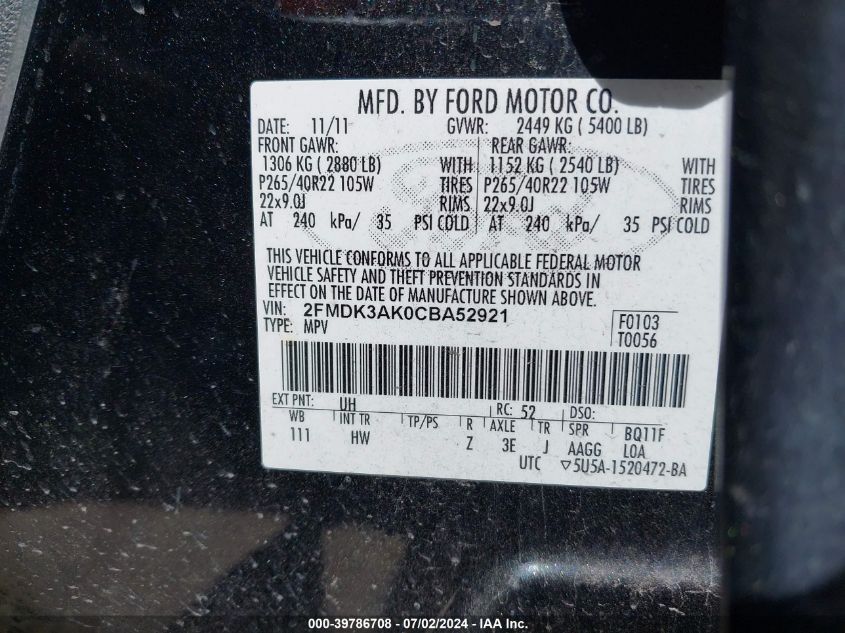 MFD. BY FORD MOTOR CO.
DATE: 11/11 GVWR: 2449 KG ( 5400 LB)
FRONT GAWR: REAR GAWR:
1306 KG ( 2880 LB) WITH 1152 KG ( 2540 LB) WITH
P265/40R22 105W TIRES P265/40R22 105W TIRES
22x9.0J RIMS 22x9.0J RIMS
AT 240 kPa/ 35 PSI COLD AT 240 kPa/ 35 PSI COLD
THIS VEHICLE CONFORMS TO ALL APPLICABLE FEDERAL MOTOR
VEHICLE SAFETY AND THEFT PREVENTION STANDARDS IN
EFFECT ON THE DATE OF MANUFACTURE SHOWN ABOVE.
VIN: 2FMDK3AK0CBA52921
TYPE: MPV
F0103
T0056
EXT PNT: UH RC: 52 DSO:
WB INT TR TP/PS R AXLE TR SPR BQ11F
111 HW Z 3E J AAGG LOA
UTC ▽5U5A-1520472-BA
000-39786708 - 07/02/2024 - IAA Inc.